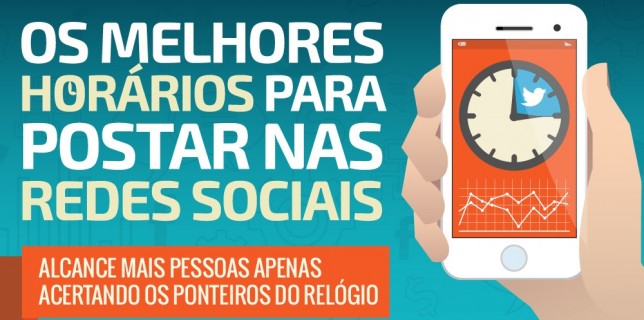 OS MELHORES
HORÁRIOS PARA
POSTAR NAS
REDES SOCIAIS
ALCANCE MAIS PESSOAS APENAS
ACERTANDO OS PONTEIROS DO RELÓGIO